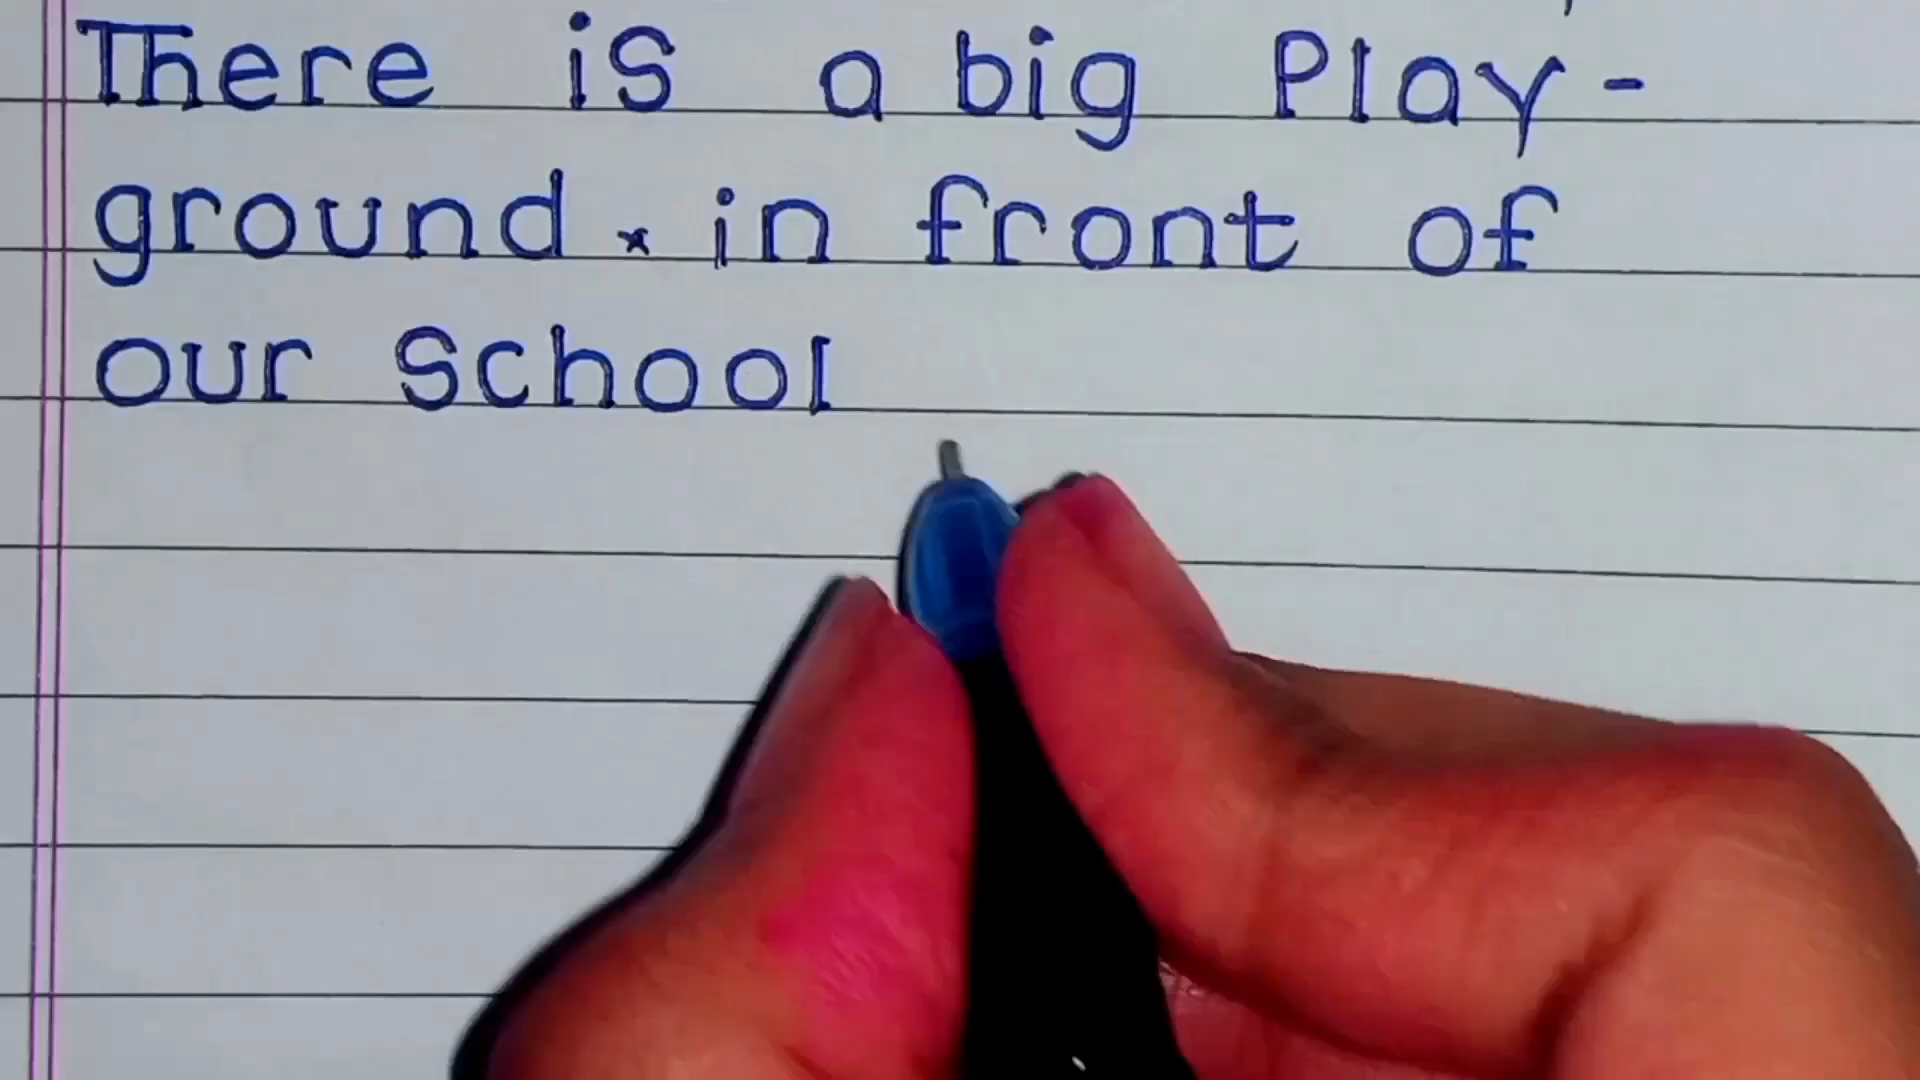 There is a big Play-
ground in front of
our School